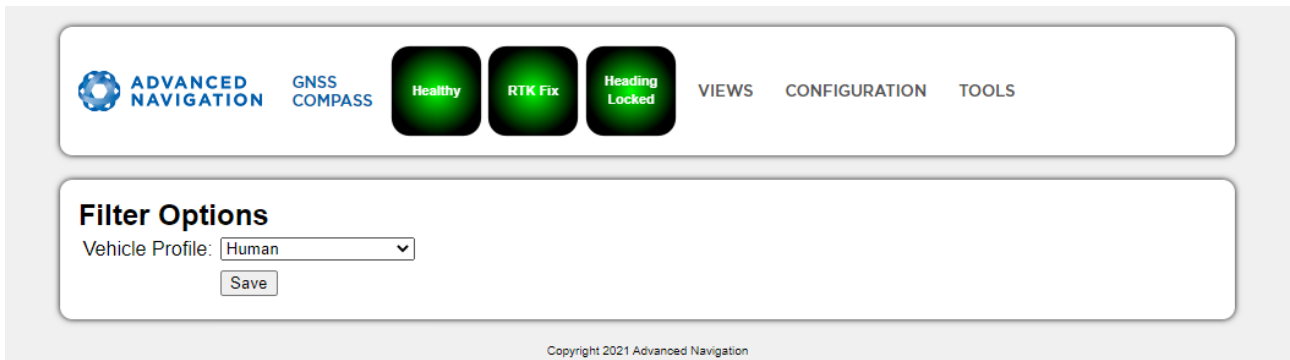 ADVANCED
NAVIGATION
GNSS
COMPASS
Healthy
RTK Fix
Heading
Locked
VIEWS
CONFIGURATION
TOOLS
Filter Options
Vehicle Profile: Human
Save
Copyright 2021 Advanced Navigation